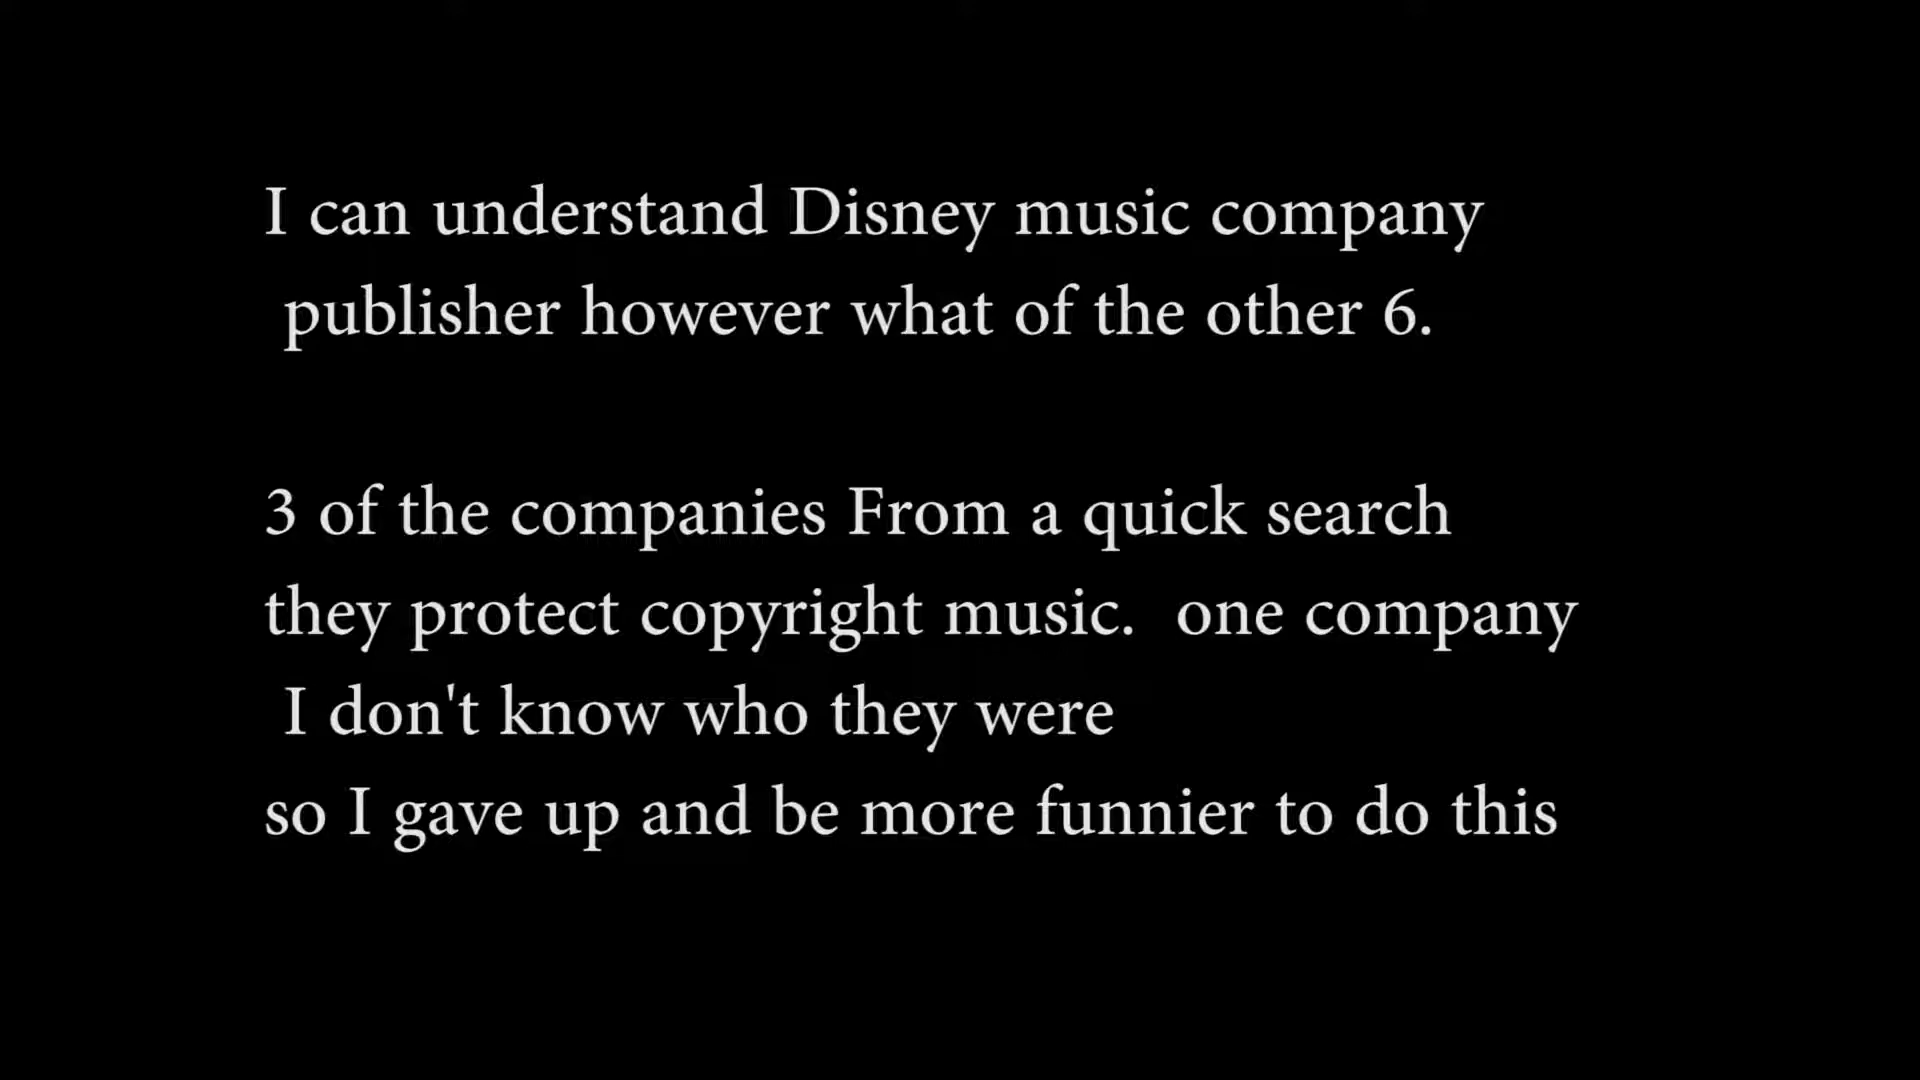 I can understand Disney music company
publisher however what of the other 6.
3 of the companies From a quick search
they protect copyright music.  one company
I don't know who they were
so I gave up and be more funnier to do this